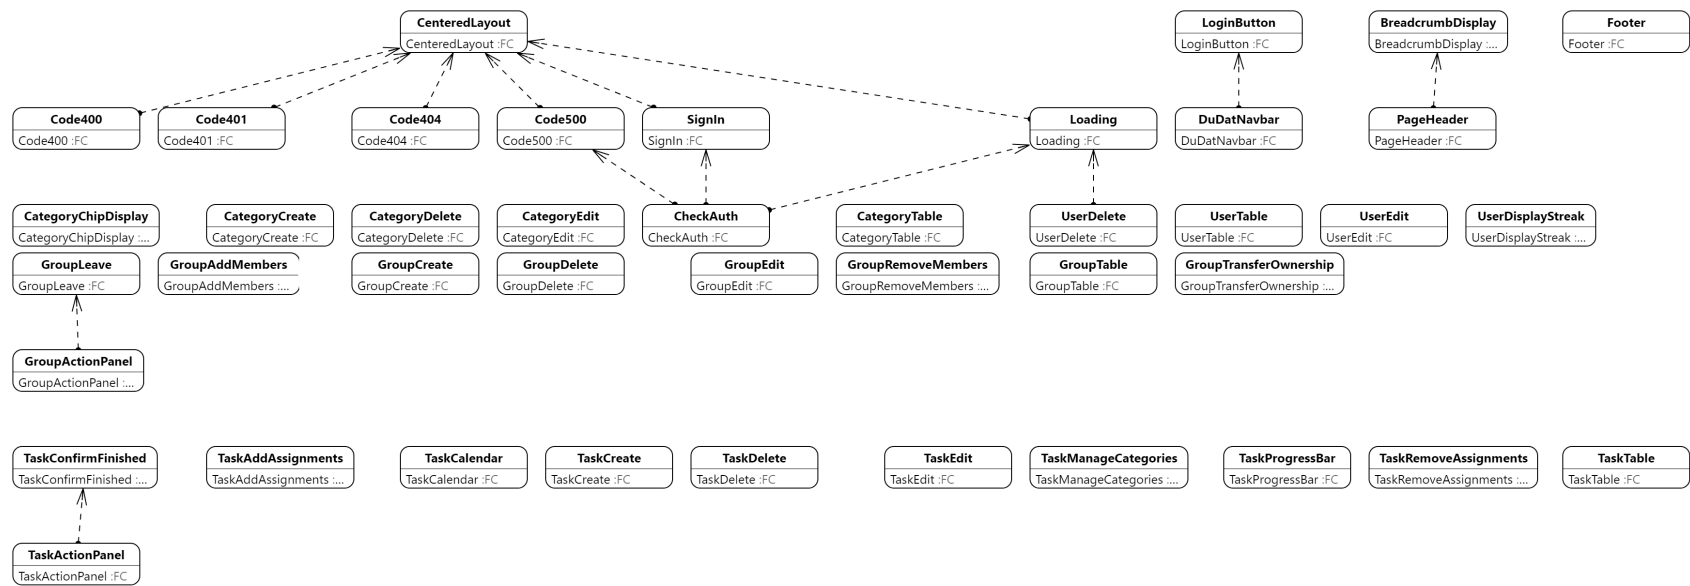 CenteredLayout
CenteredLayout :FC
LoginButton
LoginButton :FC
BreadcrumbDisplay
BreadcrumbDisplay :...
Footer
Footer :FC
Code400
Code400 :FC
Code401
Code401 :FC
Code404
Code404 :FC
Code500
Code500 :FC
SignIn
SignIn :FC
Loading
Loading :FC
DuDatNavbar
DuDatNavbar :FC
PageHeader
PageHeader :FC
CategoryChipDisplay
CategoryChipDisplay :...
CategoryCreate
CategoryCreate :FC
CategoryDelete
CategoryDelete :FC
CategoryEdit
CategoryEdit :FC
CheckAuth
CheckAuth :FC
CategoryTable
CategoryTable :FC
UserDelete
UserDelete :FC
UserTable
UserTable :FC
UserEdit
UserEdit :FC
UserDisplayStreak
UserDisplayStreak :...
GroupLeave
GroupLeave :FC
GroupAddMembers
GroupAddMembers :...
GroupCreate
GroupCreate :FC
GroupDelete
GroupDelete :FC
GroupEdit
GroupEdit :FC
GroupRemoveMembers
GroupRemoveMembers :...
GroupTable
GroupTable :FC
GroupTransferOwnership
GroupTransferOwnership :...
GroupActionPanel
GroupActionPanel :...
TaskConfirmFinished
TaskConfirmFinished :...
TaskAddAssignments
TaskAddAssignments :...
TaskCalendar
TaskCalendar :FC
TaskCreate
TaskCreate :FC
TaskDelete
TaskDelete :FC
TaskEdit
TaskEdit :FC
TaskManageCategories
TaskManageCategories :...
TaskProgressBar
TaskProgressBar :FC
TaskRemoveAssignments
TaskRemoveAssignments :...
TaskTable
TaskTable :FC
TaskActionPanel
TaskActionPanel :FC